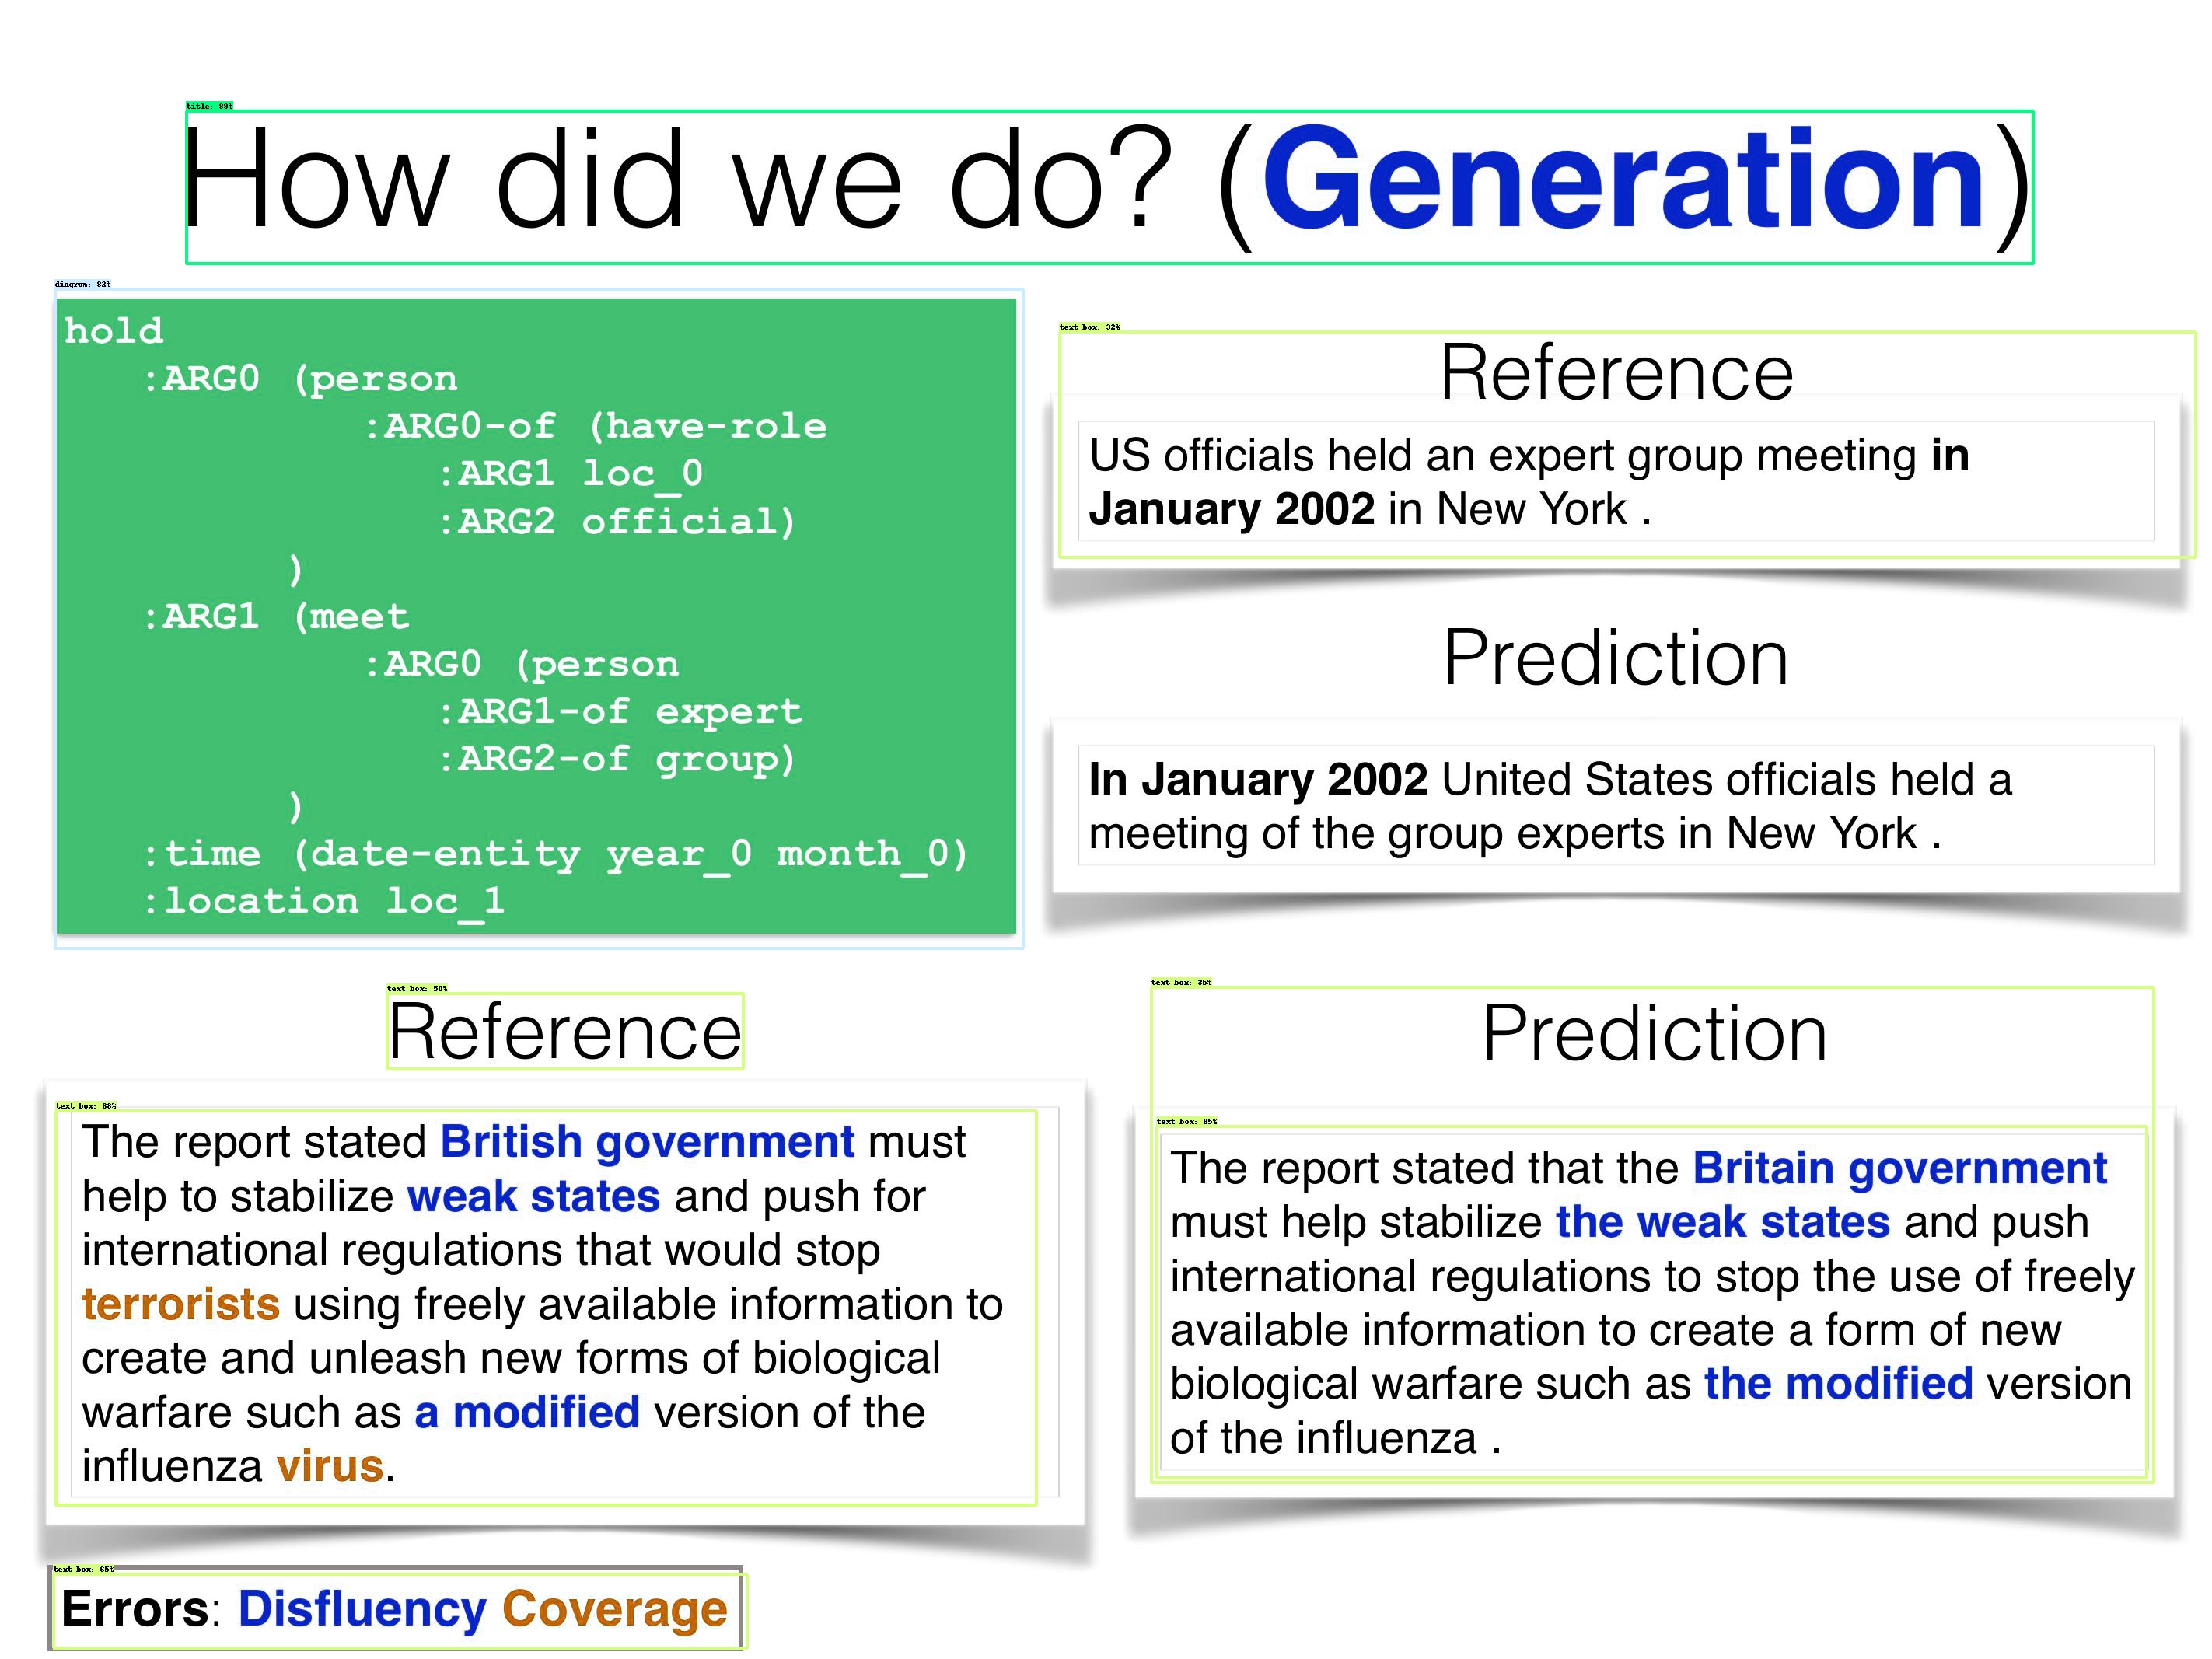 title: 89%
How did we do? (Generation)
diagram: 82%
hold
:ARG0 (person
:ARG0-of (have-role
:ARG1 loc_0
:ARG2 official)
)
:ARG1 (meet
:ARG0 (person
:ARG1-of expert
:ARG2-of group)
)
:time (date-entity year_0 month_0)
:location loc_1
text box: 32%
Reference
US officials held an expert group meeting in
January 2002 in New York .
Prediction
In January 2002 United States officials held a
meeting of the group experts in New York .
text box: 50%
Reference
text box: 88%
The report stated British government must
help to stabilize weak states and push for
international regulations that would stop
terrorists using freely available information to
create and unleash new forms of biological
warfare such as a modified version of the
influenza virus.
text box: 35%
Prediction
text box: 85%
The report stated that the Britain government
must help stabilize the weak states and push
international regulations to stop the use of freely
available information to create a form of new
biological warfare such as the modified version
of the influenza .
text box: 65%
Errors: Disfluency Coverage